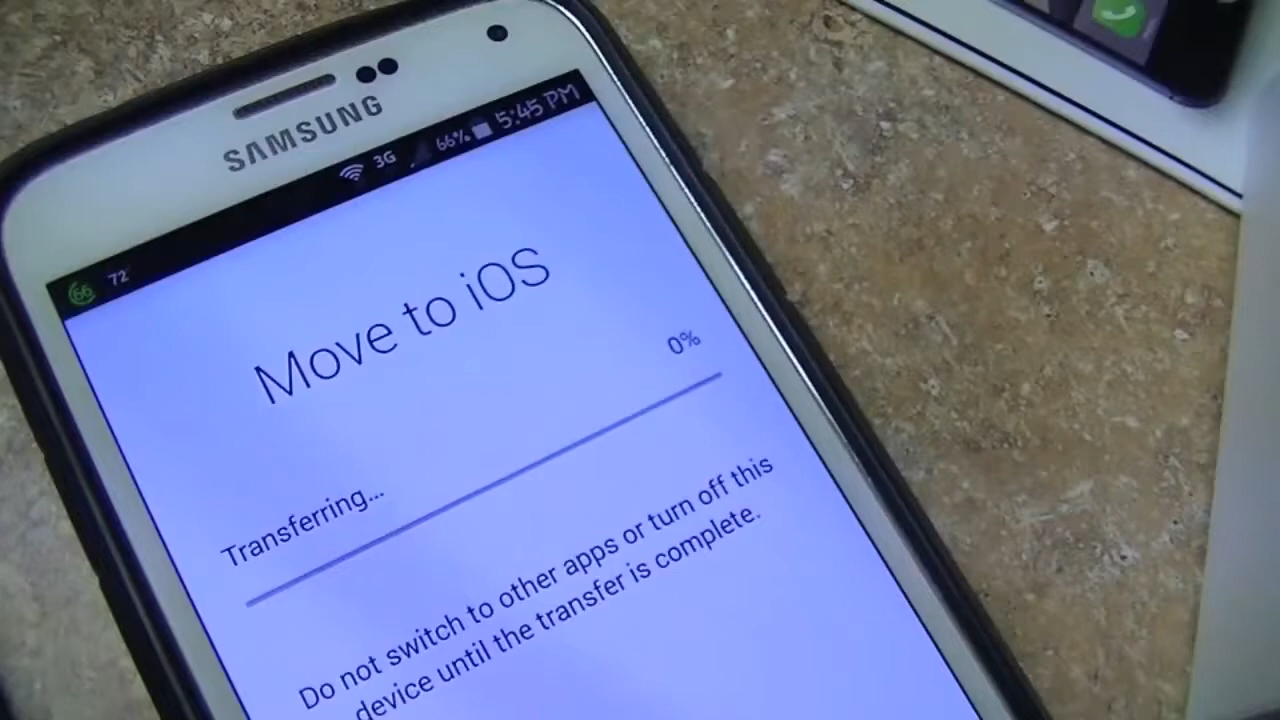 SAMSUNG
66 72° 3G 66% 5:45 PM
Move to iOS
0%
Transferring...
Do not switch to other apps or turn off this
device until the transfer is complete.